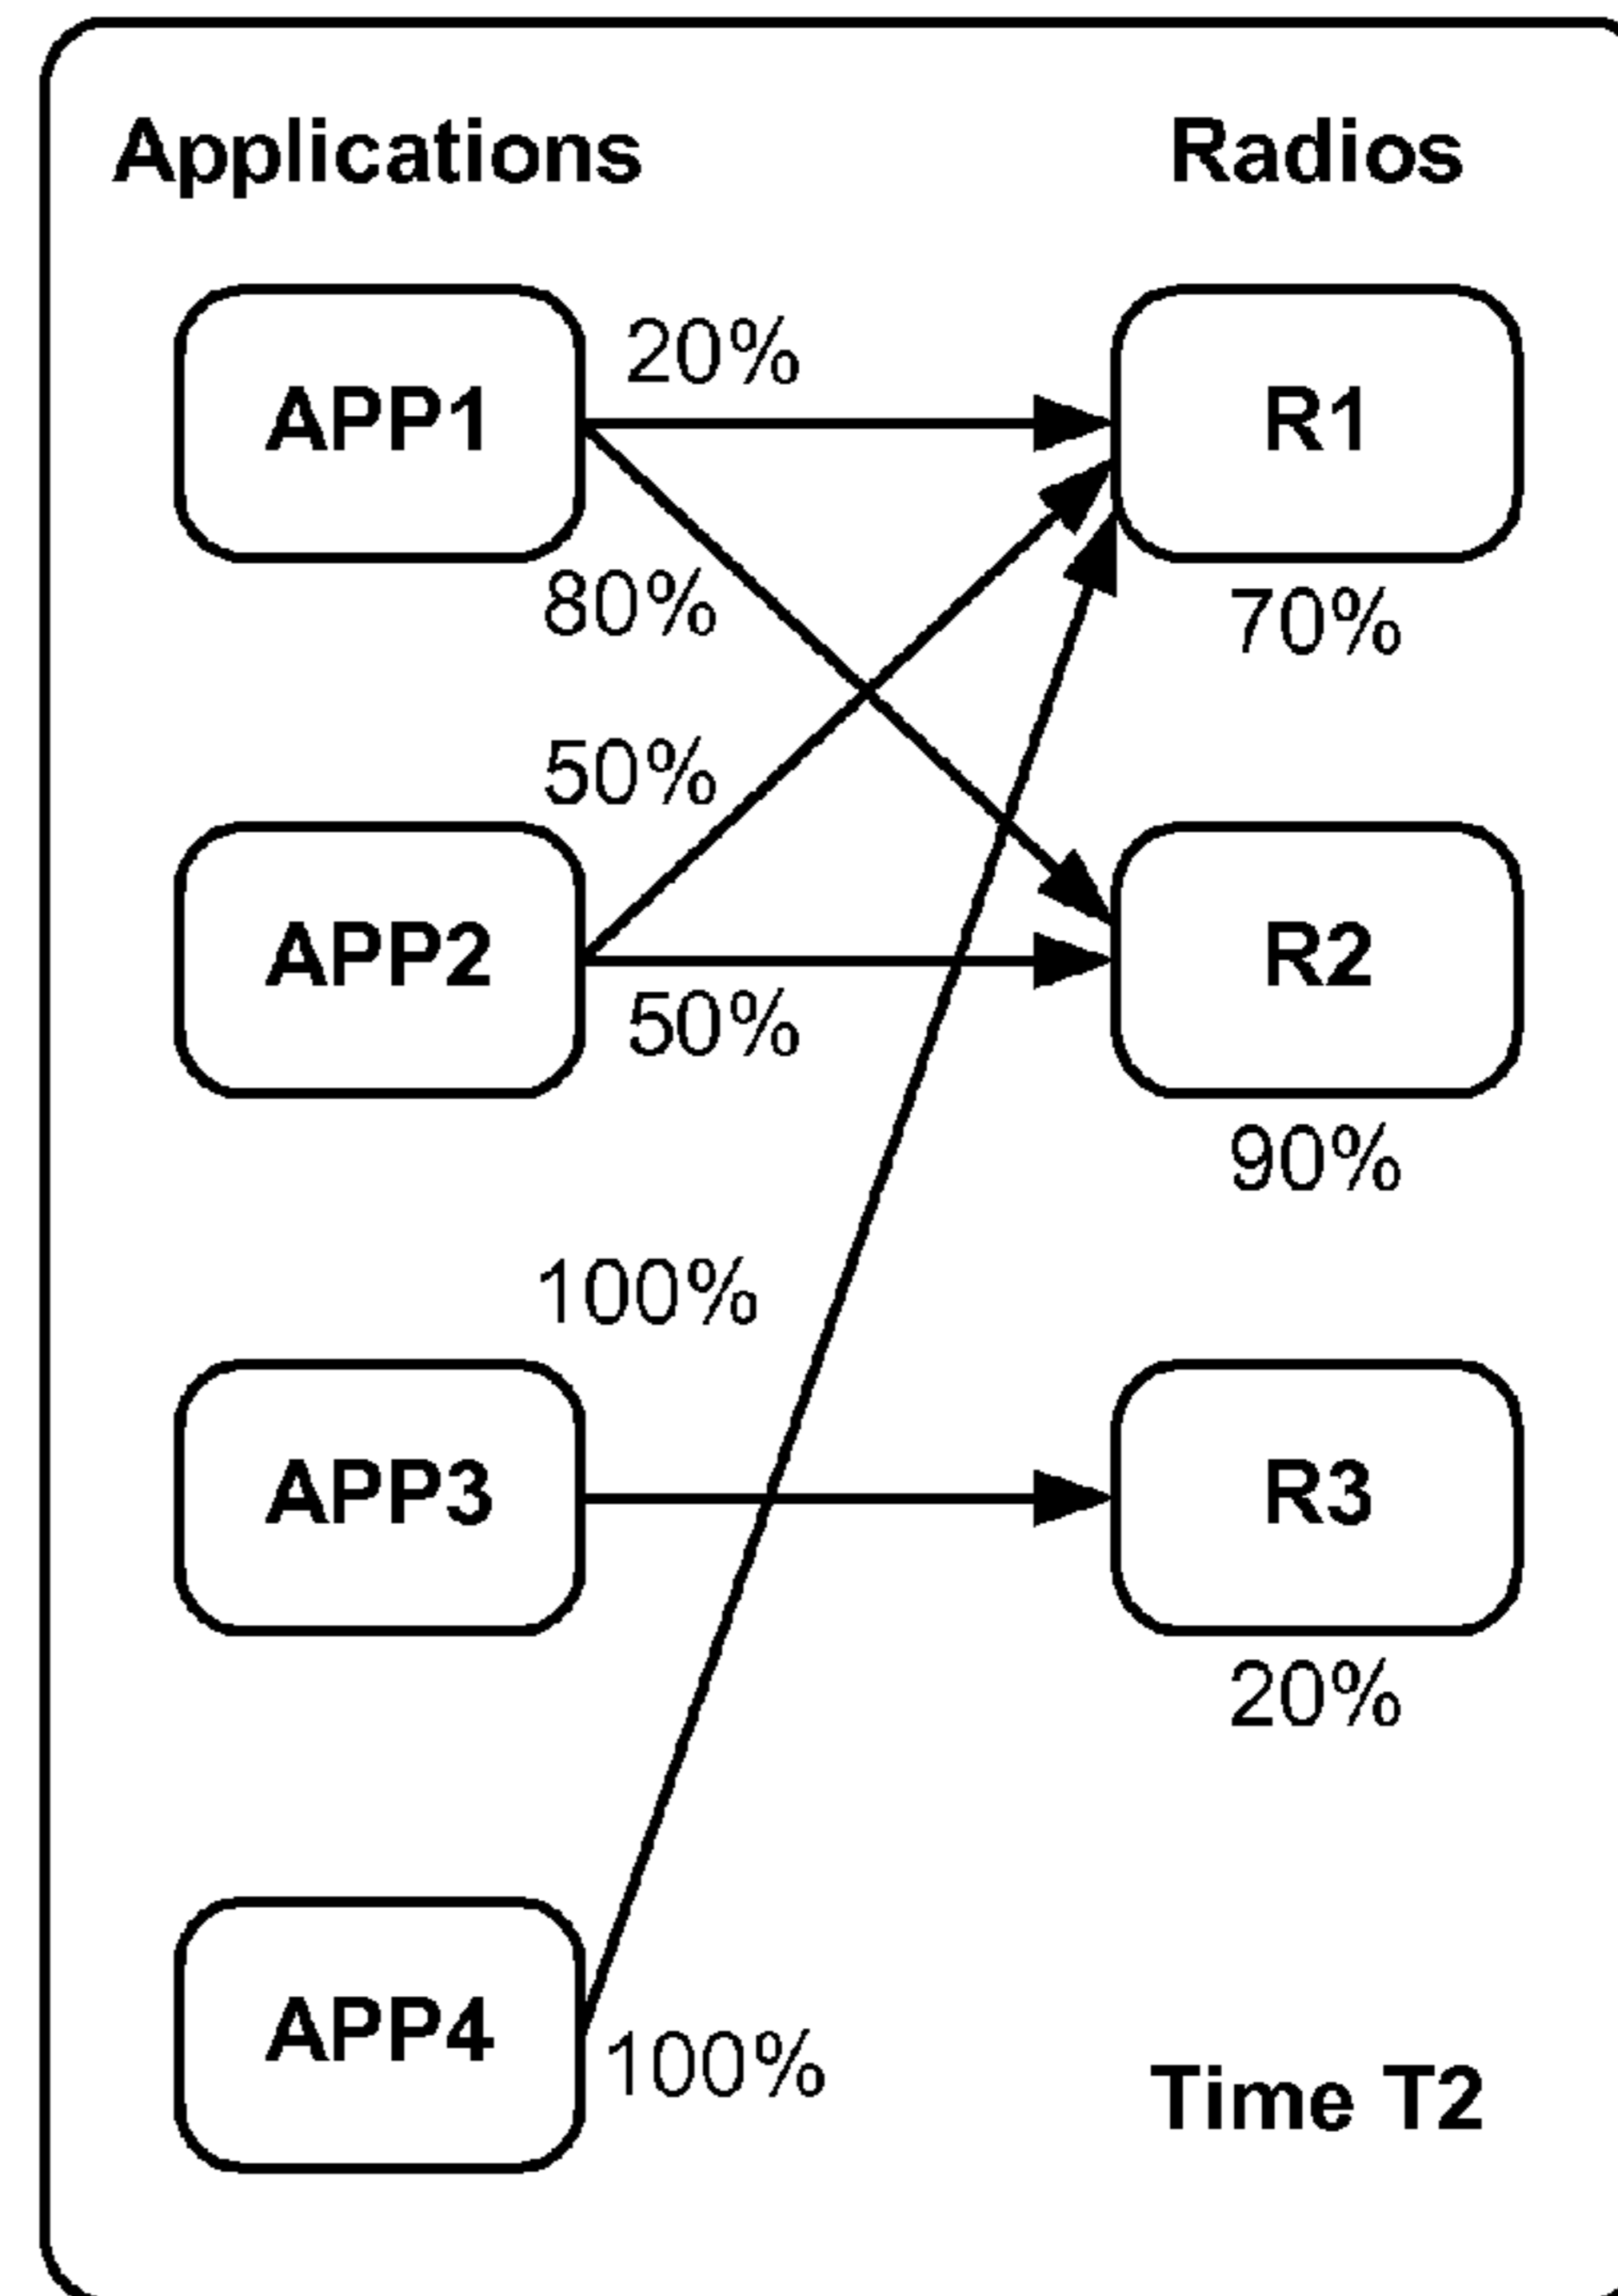 Applications Radios
APP1 20% R1
80% 70%
50%
APP2 R2
50%
90%
100%
APP3 R3
20%
APP4
100%
Time T2